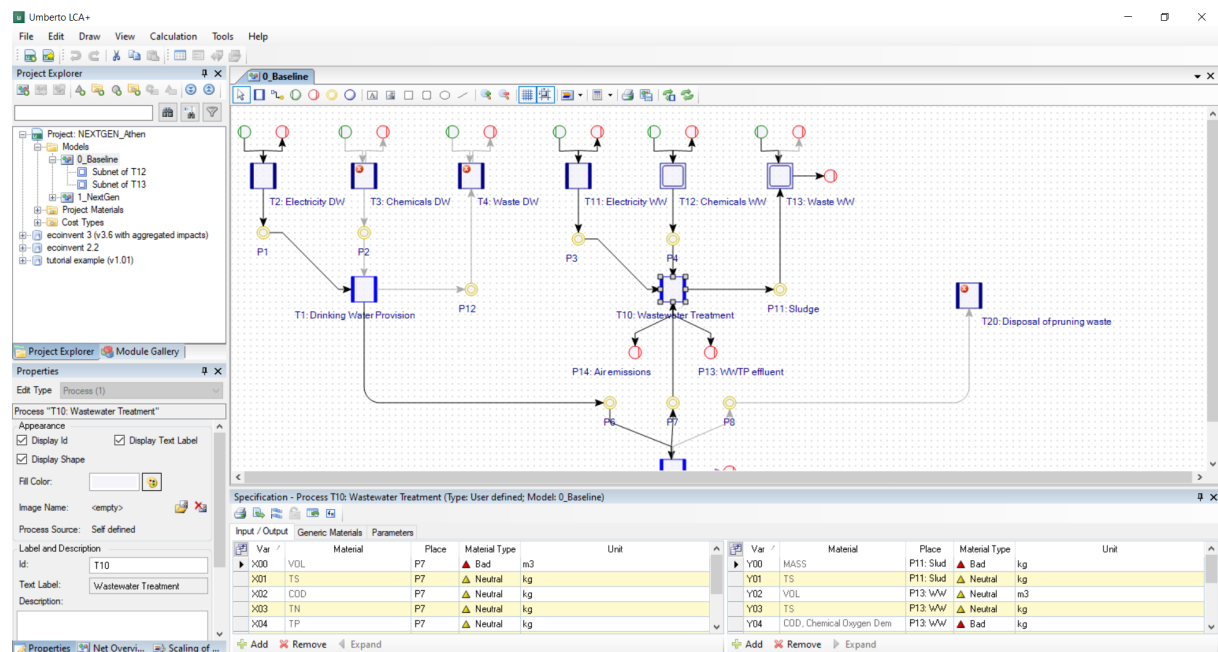 Umberto LCA+
File Edit Draw View Calculation Tools Help
Project Explorer
0_Baseline
Project: NEXTGEN_Athen
Models
0_Baseline
Subnet of T12
Subnet of T13
1_NextGen
Project Materials
Cost Types
ecoinvent 3 (v3.6 with aggregated impacts)
ecoinvent 2.2
tutorial example (v1.01)
Project Explorer Module Gallery
T2: Electricity DW T3: Chemicals DW T4: Waste DW T11: Electricity WW T12: Chemicals WW T13: Waste WW
P1 P2 P3 P4
T1: Drinking Water Provision P12 T10: Wastewater Treatment P11: Sludge
T20: Disposal of pruning waste
P14: Air emissions P13: WWTP effluent
P6 P7 P8
Properties
Edit Type Process (1)
Process "T10: Wastewater Treatment"
Appearance
Display Id Display Text Label
Display Shape
Fill Color:
Image Name: <empty>
Process Source: Self defined
Label and Description
Id: T10
Text Label: Wastewater Treatment
Description:
Properties Net Overvi... Scaling of ...
Specification - Process T10: Wastewater Treatment (Type: User defined; Model: 0_Baseline)
Input / Output Generic Materials Parameters
Var Material Place Material Type Unit
X00 VOL P7 Bad m3
X01 TS P7 Neutral kg
X02 COD P7 Neutral kg
X03 TN P7 Neutral kg
X04 TP P7 Neutral kg
Add Remove Expand
Var Material Place Material Type Unit
Y00 MASS P11: Slud Bad kg
Y01 TS P11: Slud Neutral kg
Y02 VOL P13: WW Neutral m3
Y03 TS P13: WW Neutral kg
Y04 COD, Chemical Oxygen Dem P13: WW Bad kg
Add Remove Expand